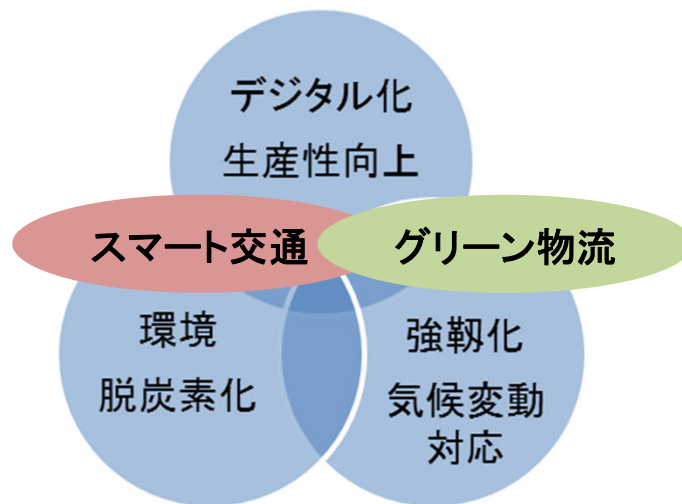 デジタル化
生産性向上
スマート交通
グリーン物流
環境
脱炭素化
強靱化
気候変動
対応